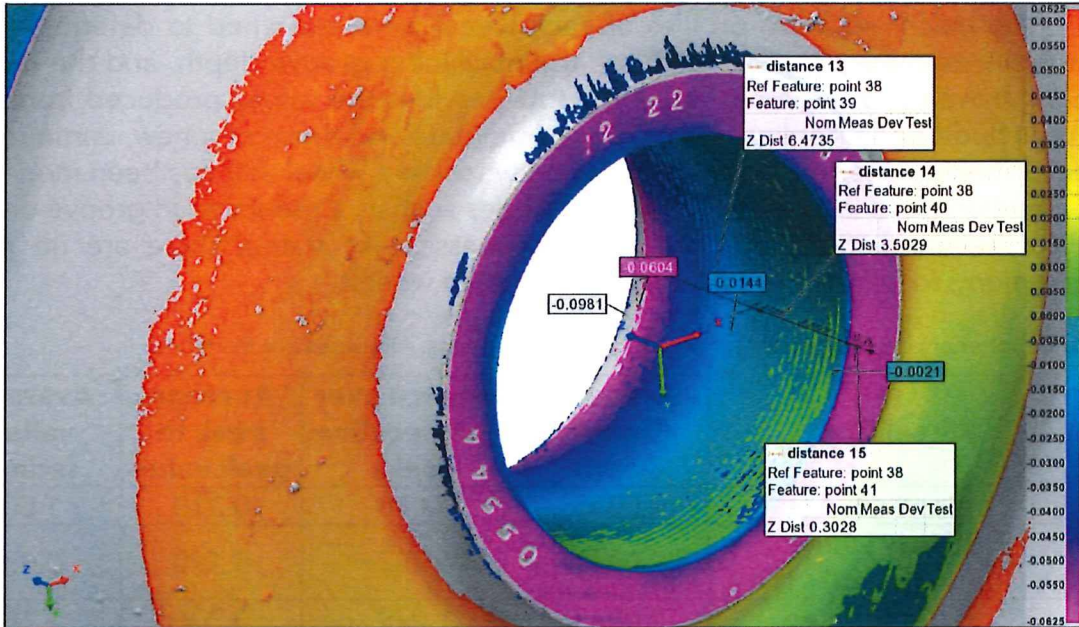 distance 13
Ref Feature: point 38
Feature: point 39
Nom Meas Dev Test
Z Dist 6.4735
distance 14
Ref Feature: point 38
Feature: point 40
Nom Meas Dev Test
Z Dist 3.5029
-0.0604
-0.0144
-0.0981
-0.0021
distance 15
Ref Feature: point 38
Feature: point 41
Nom Meas Dev Test
Z Dist 0.3028
12 22
05544
Z
X
X
0.0625
0.0600
0.0550
0.0500
0.0450
0.0400
0.0350
0.0300
0.0250
0.0200
0.0150
0.0100
0.0050
0.0000
-0.0050
-0.0100
-0.0150
-0.0200
-0.0250
-0.0300
-0.0350
-0.0400
-0.0450
-0.0500
-0.0550
-0.0625